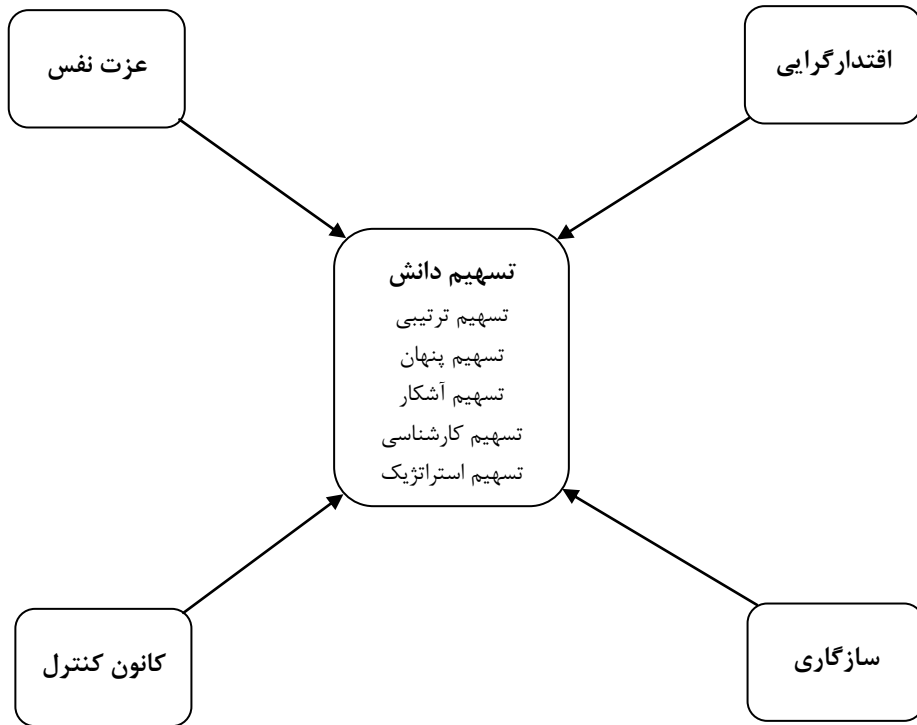 اقتدارگرایی
عزت نفس
تسهیم دانش
تسهیم ترتیبی
تسهیم پنهان
تسهیم آشکار
تسهیم کارشناسی
تسهیم استراتژیک
سازگاری
کانون کنترل